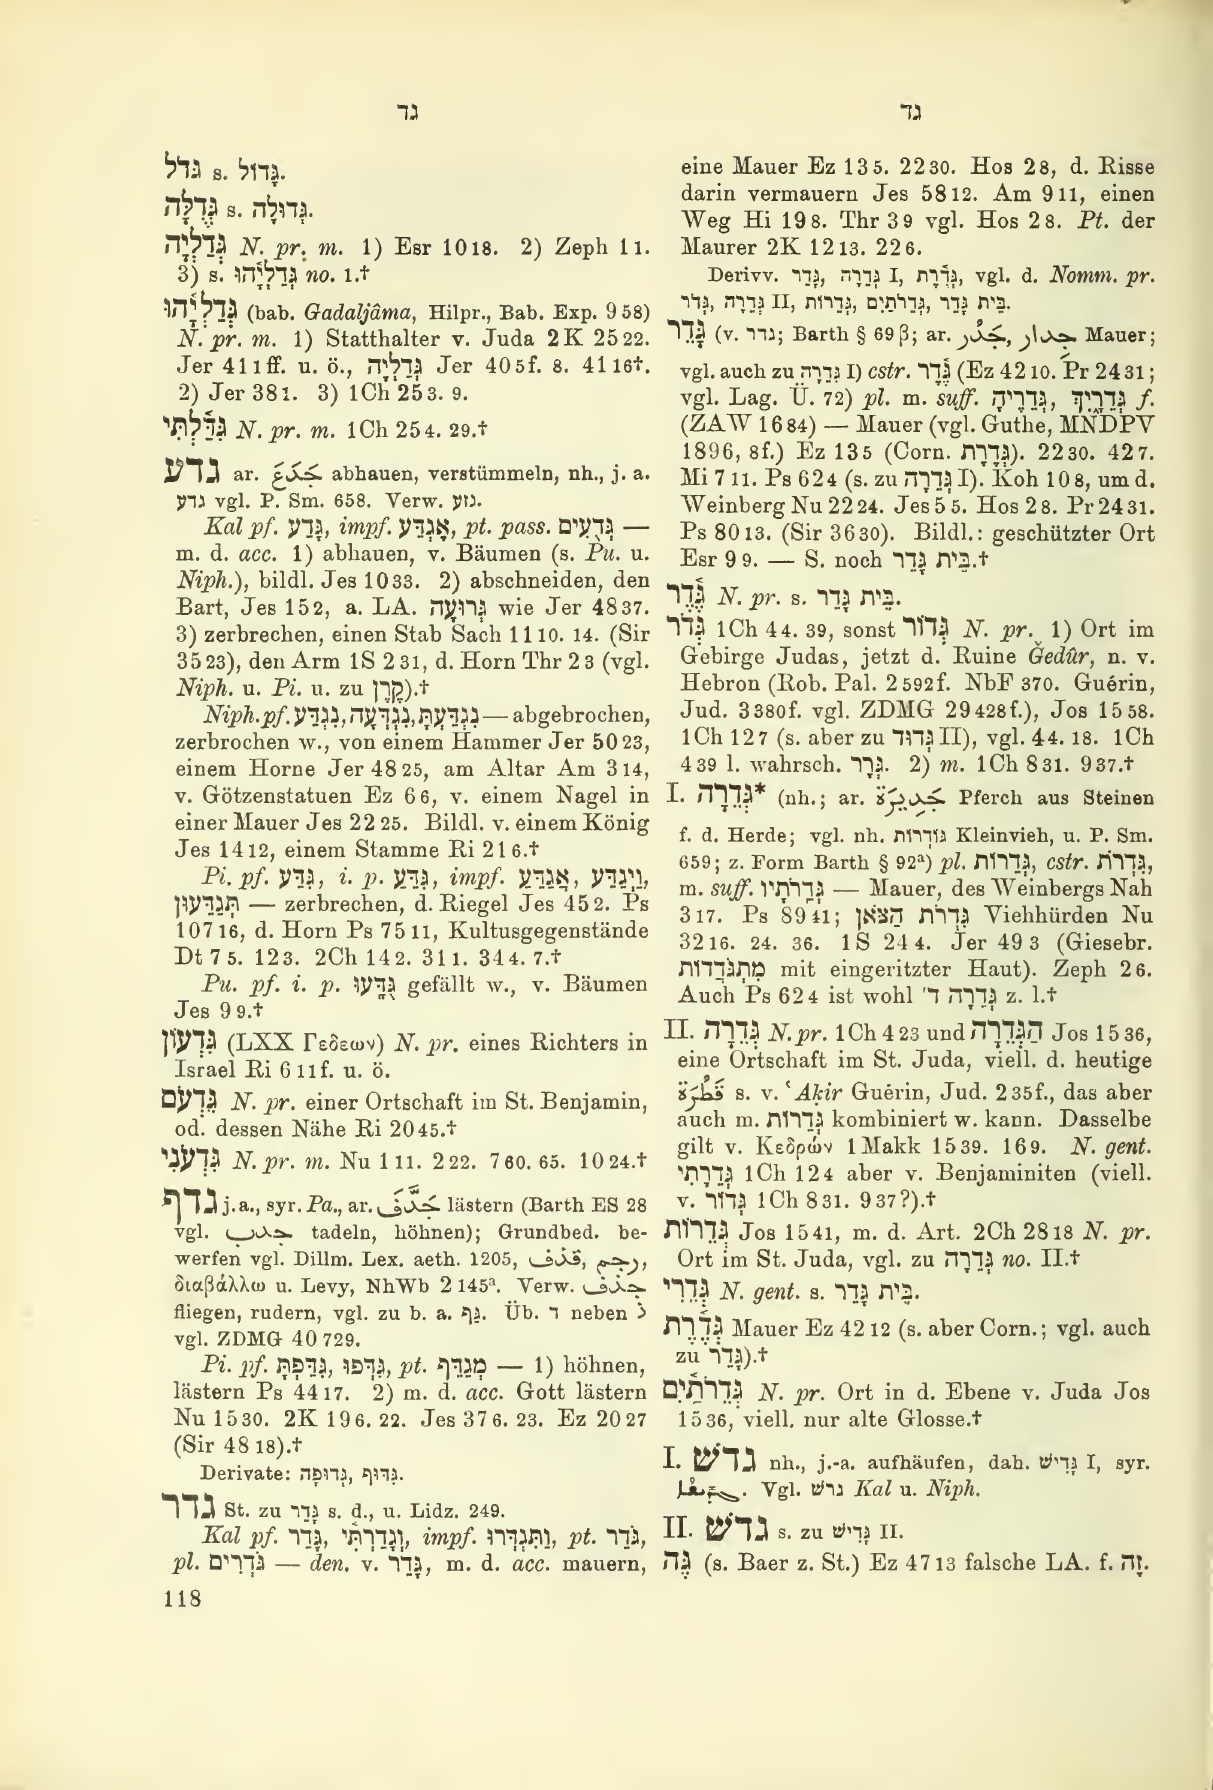 גד
גד
גדל s. גָּדוֹל.
גְּדֻלָּה s. גְּדוּלָּה.
גְּדַלְיָה N. pr. m. 1) Esr 10 18. 2) Zeph 1 1.
3) s. גְּדַלְיָהוּ no. 1.†
גְּדַלְיָהוּ (bab. Gadaljâma, Hilpr., Bab. Exp. 9 58)
N. pr. m. 1) Statthalter v. Juda 2 K 25 22.
Jer 41 1 ff. u. ö., גְּדַלְיָה Jer 40 5 f. 8. 41 16†.
2) Jer 38 1. 3) 1Ch 25 3. 9.
גִּדַּלְתִּי N. pr. m. 1Ch 25 4. 29.†
גדע ar. جَدَعَ abhauen, verstümmeln, nh., j. a.
גדע vgl. P. Sm. 658. Verw. גזע.
Kal pf. גָּדַע, impf. אֶגְדַּע, pt. pass. גְּדֻעִים —
m. d. acc. 1) abhauen, v. Bäumen (s. Pu. u.
Niph.), bildl. Jes 10 33. 2) abschneiden, den
Bart, Jes 15 2, a. LA. גְּרוּעָה wie Jer 48 37.
3) zerbrechen, einen Stab Sach 11 10. 14. (Sir
35 23), den Arm 1S 2 31, d. Horn Thr 2 3 (vgl.
Niph. u. Pi. u. zu קֶרֶן).†
Niph. pf. נִגְדַּע, נִגְדְּעָה, נִגְדַּעְתָּ — abgebrochen,
zerbrochen w., von einem Hammer Jer 50 23,
einem Horne Jer 48 25, am Altar Am 3 14,
v. Götzenstatuen Ez 6 6, v. einem Nagel in
einer Mauer Jes 22 25. Bildl. v. einem König
Jes 14 12, einem Stamme Ri 21 6.†
Pi. pf. גִּדַּע, i. p. גִּדֵּעַ, impf. אֲגַדֵּעַ, וַיְגַדַּע,
תְּגַדֵּעוּן — zerbrechen, d. Riegel Jes 45 2. Ps
107 16, d. Horn Ps 75 11, Kultusgegenstände
Dt 7 5. 12 3. 2Ch 14 2. 31 1. 34 4. 7.†
Pu. pf. i. p. גֻּדָּעוּ gefällt w., v. Bäumen
Jes 9 9.†
גִּדְעוֹן (LXX Γεδεων) N. pr. eines Richters in
Israel Ri 6 11 f. u. ö.
גִּדְעֹם N. pr. einer Ortschaft im St. Benjamin,
od. dessen Nähe Ri 20 45.†
גִּדְעֹנִי N. pr. m. Nu 1 11. 2 22. 7 60. 65. 10 24.†
גדף j. a., syr. Pa., ar. جَدَّفَ lästern (Barth ES 28
vgl. جدب tadeln, höhnen); Grundbed. be-
werfen vgl. Dillm. Lex. aeth. 1205, قذف, رجم,
διαβάλλω u. Levy, NhWb 2 145ᵃ. Verw. جذف
fliegen, rudern, vgl. zu b. a. גַּף. Üb. ד neben ذ
vgl. ZDMG 40 729.
Pi. pf. גִּדַּפְתָּ, גִּדְּפוּ, pt. מְגַדֵּף — 1) höhnen,
lästern Ps 44 17. 2) m. d. acc. Gott lästern
Nu 15 30. 2K 19 6. 22. Jes 37 6. 23. Ez 20 27
(Sir 48 18).†
Derivate: גִּדּוּף, גְּדוּפָה.
גדר St. zu גָּדֵר s. d., u. Lidz. 249.
Kal pf. גָּדַר, וְגָדַרְתִּי, impf. וַתִּגְדְּרוּ, pt. גֹּדֵר,
pl. גֹּדְרִים — den. v. גָּדֵר, m. d. acc. mauern,
118
eine Mauer Ez 13 5. 22 30. Hos 2 8, d. Risse
darin vermauern Jes 58 12. Am 9 11, einen
Weg Hi 19 8. Thr 3 9 vgl. Hos 2 8. Pt. der
Maurer 2K 12 13. 22 6.
Derivv. גָּדֵר, גְּדֵרָה I, גְּדֶרֶת, vgl. d. Nomm. pr.
גְּדֹר, גְּדֵרָה II, גְּדֵרוֹת, גְּדֵרֹתַיִם, בֵּית גָּדֵר.
גָּדֵר (v. גדר; Barth § 69 β; ar. جدار, جَدْر Mauer;
vgl. auch zu גְּדֵרָה I) cstr. גֶּדֶר (Ez 42 10. Pr 24 31;
vgl. Lag. Ü. 72) pl. m. suff. גְּדֵרֶיהָ, גְּדֵרָיִךְ f.
(ZAW 16 84) — Mauer (vgl. Guthe, MNDPV
1896, 8f.) Ez 13 5 (Corn. גְּדֵרֹת). 22 30. 42 7.
Mi 7 11. Ps 62 4 (s. zu גְּדֵרָה I). Koh 10 8, um d.
Weinberg Nu 22 24. Jes 5 5. Hos 2 8. Pr 24 31.
Ps 80 13. (Sir 36 30). Bildl.: geschützter Ort
Esr 9 9. — S. noch בֵּית גָּדֵר.†
גֶּדֶר N. pr. s. בֵּית גָּדֵר.
גְּדֹר 1Ch 4 4. 39, sonst גְּדוֹר N. pr. 1) Ort im
Gebirge Judas, jetzt d. Ruine Ǧedûr, n. v.
Hebron (Rob. Pal. 2 592 f. NbF 370. Guérin,
Jud. 3 380 f. vgl. ZDMG 29 428 f.), Jos 15 58.
1Ch 12 7 (s. aber zu גְּדוּד II), vgl. 4 4. 18. 1Ch
4 39 l. wahrsch. גְּרָר. 2) m. 1Ch 8 31. 9 37.†
I. גְּדֵרָה* (nh.; ar. جَدِيرَة Pferch aus Steinen
f. d. Herde; vgl. nh. גּוֹדְרוֹת Kleinvieh, u. P. Sm.
659; z. Form Barth § 92ᵃ) pl. גְּדֵרוֹת, cstr. גִּדְרֹת,
m. suff. גְּדֵרֹתָיו — Mauer, des Weinbergs Nah
3 17. Ps 89 41; גִּדְרֹת הַצֹּאן Viehhürden Nu
32 16. 24. 36. 1S 24 4. Jer 49 3 (Giesebr.
מִתְגֹּדֲדוֹת mit eingeritzter Haut). Zeph 2 6.
Auch Ps 62 4 ist wohl גְּדֵרָה ד' z. l.†
II. גְּדֵרָה N. pr. 1Ch 4 23 und הַגְּדֵרָה Jos 15 36,
eine Ortschaft im St. Juda, viell. d. heutige
قَطْرَة s. v. ʿAḳir Guérin, Jud. 2 35 f., das aber
auch m. גְּדֵרוֹת kombiniert w. kann. Dasselbe
gilt v. Κεδρών 1 Makk 15 39. 16 9. N. gent.
גְּדֵרָתִי 1Ch 12 4 aber v. Benjaminiten (viell.
v. גְּדוֹר 1Ch 8 31. 9 37?).†
גְּדֵרוֹת Jos 15 41, m. d. Art. 2Ch 28 18 N. pr.
Ort im St. Juda, vgl. zu גְּדֵרָה no. II.†
גְּדֵרִי N. gent. s. בֵּית גָּדֵר.
גְּדֶרֶת Mauer Ez 42 12 (s. aber Corn.; vgl. auch
zu גָּדֵר).†
גְּדֵרֹתַיִם N. pr. Ort in d. Ebene v. Juda Jos
15 36, viell. nur alte Glosse.†
I. גדשׁ nh., j.-a. aufhäufen, dah. גָּדִישׁ I, syr.
. Vgl. גרשׁ Kal u. Niph.
II. גדשׁ s. zu גָּדִישׁ II.
גֵּה (s. Baer z. St.) Ez 47 13 falsche LA. f. זֶה.